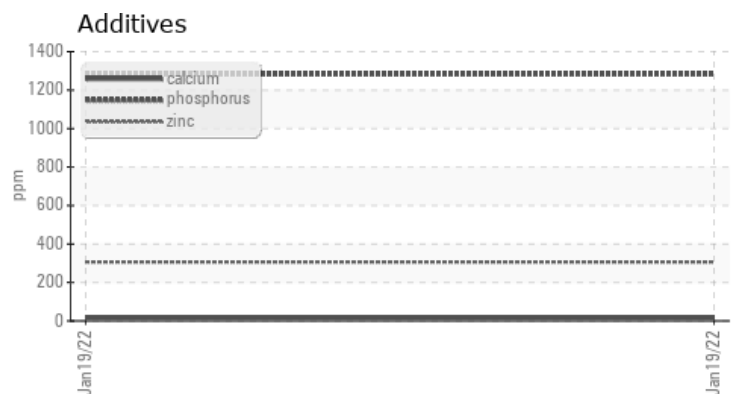 Additives
1400
1200
1000
800
600
400
200
0
ppm
calcium
phosphorus
zinc
Jan19/22
Jan19/22